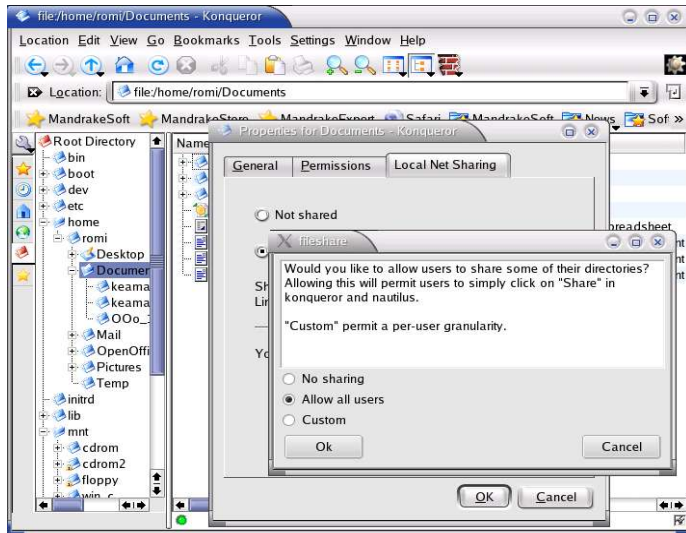 file:/home/romi/Documents - Konqueror
Location Edit View Go Bookmarks Tools Settings Window Help
Location: file:/home/romi/Documents
MandrakeSoft MandrakeStore MandrakeExpert Safari MandrakeSoft News Sof
Properties for Documents - Konqueror
Root Directory
bin
boot
dev
etc
home
romi
Desktop
Documen
keama
keama
OOo_
Mail
OpenOffi
Pictures
Temp
initrd
lib
mnt
cdrom
cdrom2
floppy
win_c
Name
General Permissions Local Net Sharing
Not shared
fileshare
Would you like to allow users to share some of their directories?
Allowing this will permit users to simply click on "Share" in
konqueror and nautilus.
"Custom" permit a per-user granularity.
No sharing
Allow all users
Custom
Ok Cancel
OK Cancel